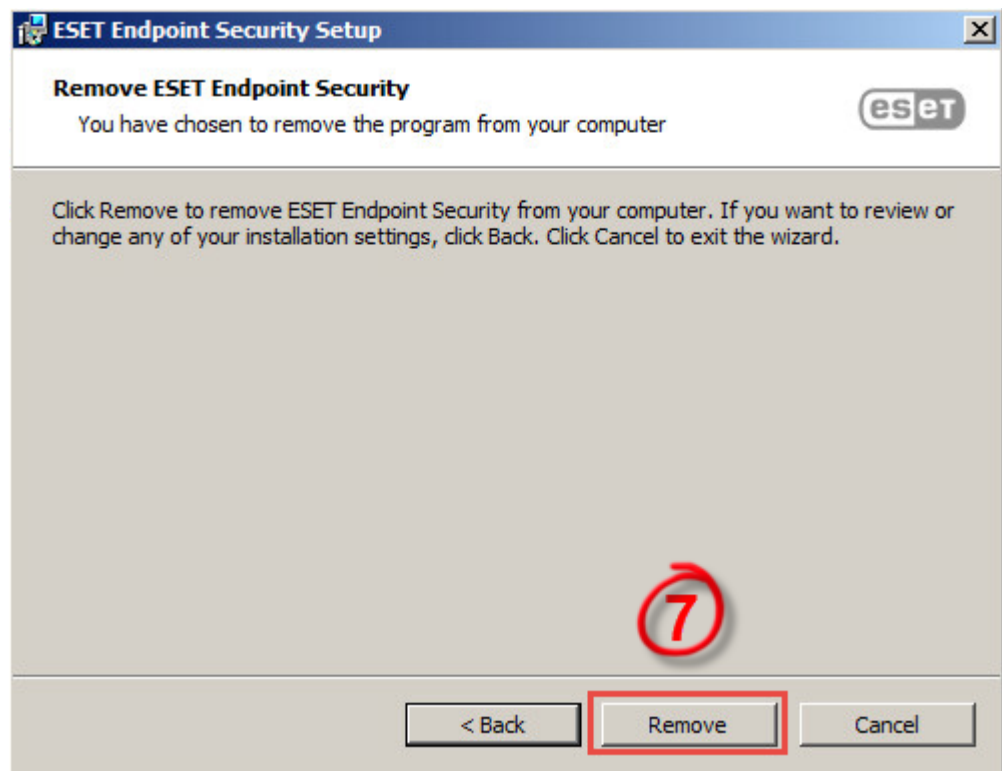 ESET Endpoint Security Setup
Remove ESET Endpoint Security
You have chosen to remove the program from your computer
eseT
Click Remove to remove ESET Endpoint Security from your computer. If you want to review or
change any of your installation settings, click Back. Click Cancel to exit the wizard.
7
< Back Remove Cancel